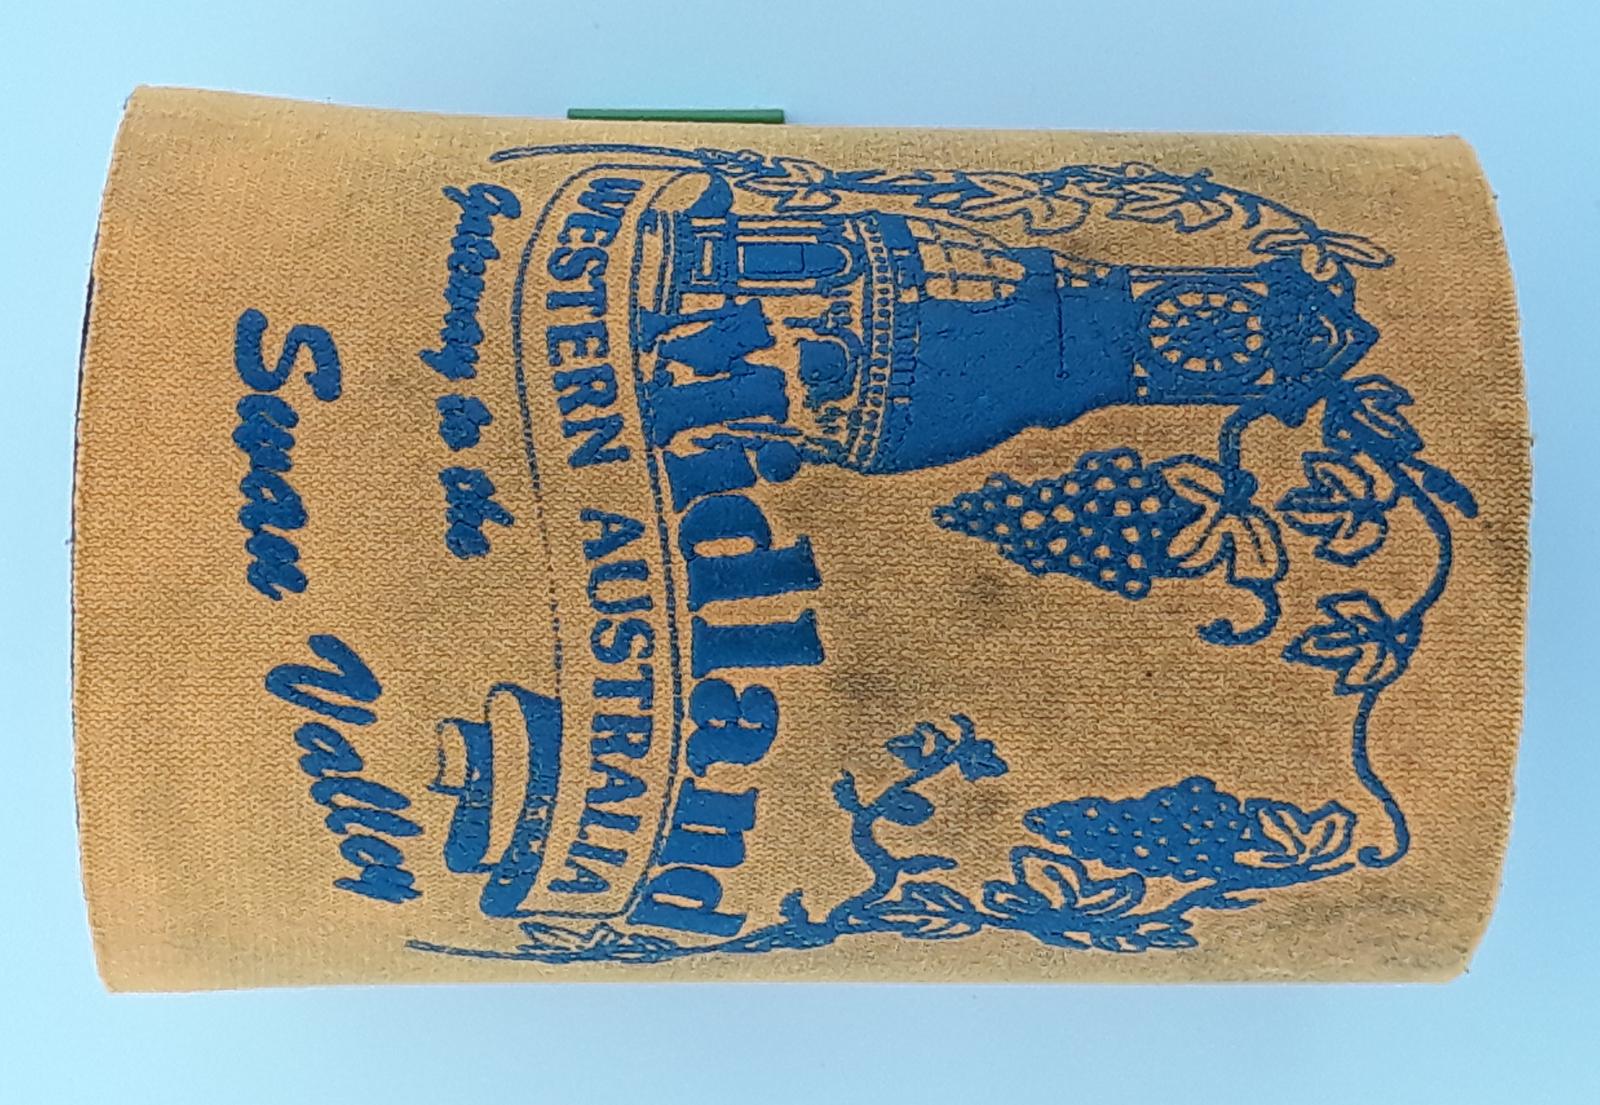 Midland
WESTERN AUSTRALIA
Gateway to the
Swan Valley